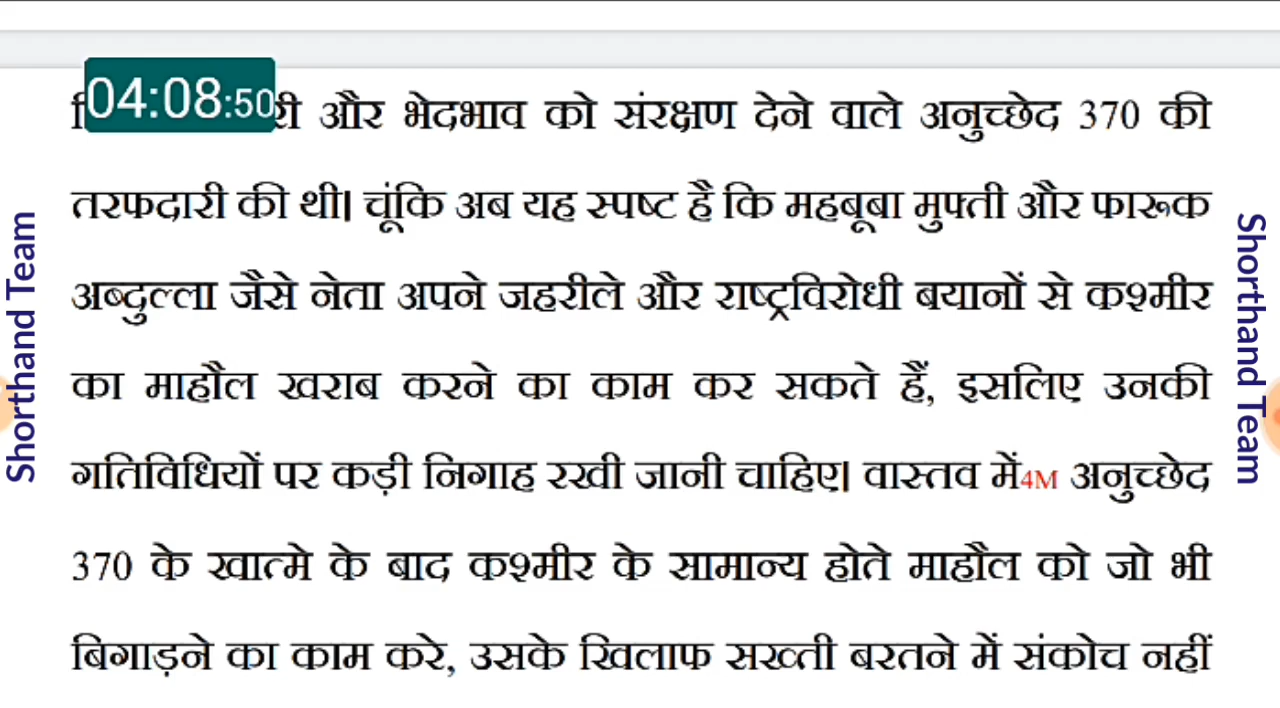 04:08:50
और भेदभाव को संरक्षण देने वाले अनुच्छेद 370 की
तरफदारी की थी। चूंकि अब यह स्पष्ट है कि महबूबा मुफ्ती और फारूक
अब्दुल्ला जैसे नेता अपने जहरीले और राष्ट्रविरोधी बयानों से कश्मीर
का माहौल खराब करने का काम कर सकते हैं, इसलिए उनकी
गतिविधियों पर कड़ी निगाह रखी जानी चाहिए। वास्तव में4M अनुच्छेद
370 के खात्मे के बाद कश्मीर के सामान्य होते माहौल को जो भी
बिगाड़ने का काम करे, उसके खिलाफ सख्ती बरतने में संकोच नहीं
Shorthand Team
Shorthand Team